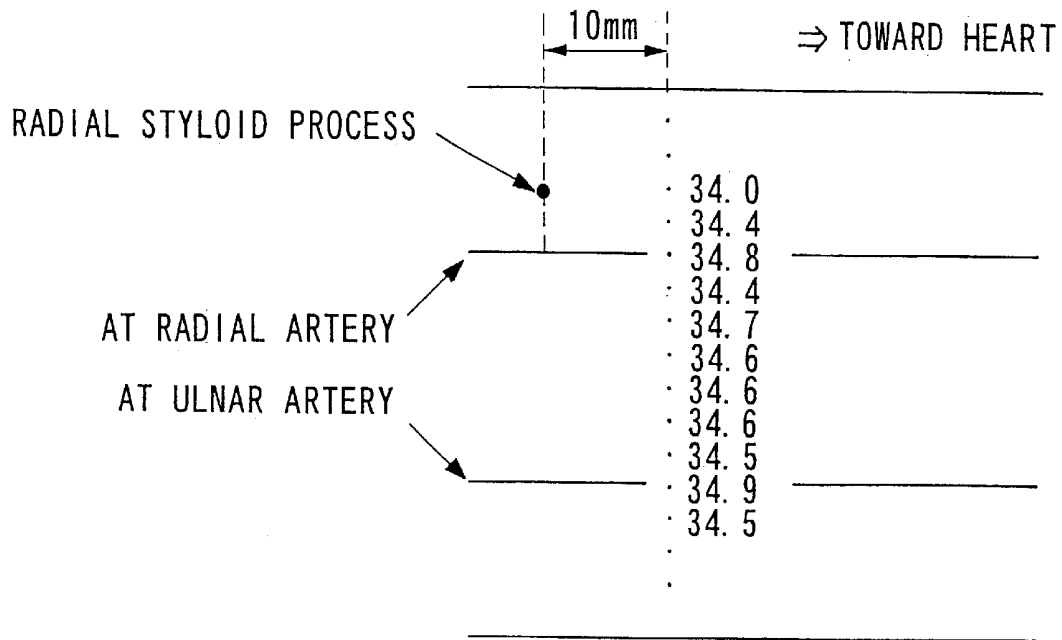 10mm
⇒ TOWARD HEART
RADIAL STYLOID PROCESS
34.0
34.4
34.8
34.4
AT RADIAL ARTERY
34.7
34.6
AT ULNAR ARTERY
34.6
34.6
34.5
34.9
34.5